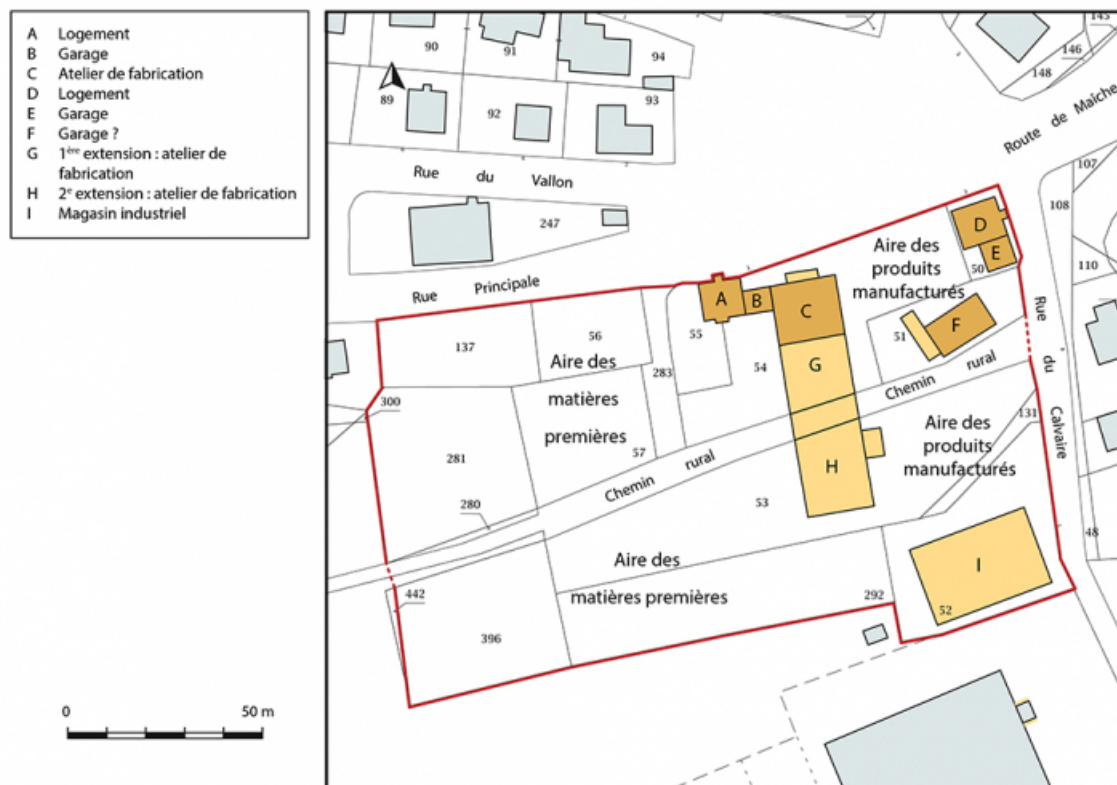 A Logement
B Garage
C Atelier de fabrication
D Logement
E Garage
F Garage ?
G 1ère extension : atelier de
fabrication
H 2e extension : atelier de fabrication
I Magasin industriel
0 50 m
90
91
94
145
146
148
89
92
93
Route de Maîche
107
Rue du Vallon
247
108
110
Rue Principale
A
B
C
D
E
50
Aire des
produits
manufacturés
F
51
137
56
55
54
283
G
Aire des
matières
premières
57
Chemin rural
Chemin rural
Rue du Calvaire
300
281
280
H
53
Aire des
produits
manufacturés
131
48
Aire des
matières premières
292
I
52
442
396